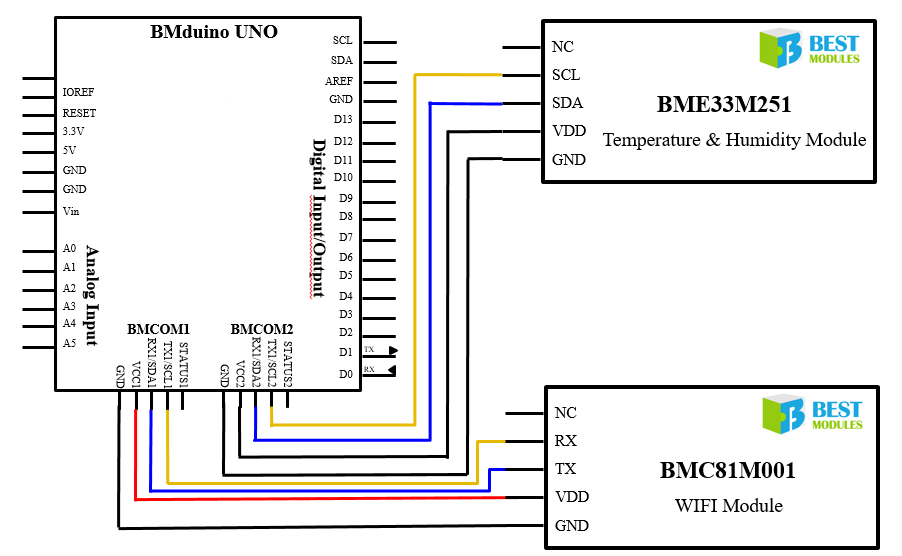 BMduino UNO
IOREF
RESET
3.3V
5V
GND
GND
Vin
A0
A1
A2
A3
A4
A5
Analog Input
SCL
SDA
AREF
GND
D13
D12
D11
D10
D9
D8
D7
D6
D5
D4
D3
D2
D1
TX
D0
RX
Digital Input/Output
BMCOM1
GND
VCC1
RX1/SDA1
TX1/SCL1
STATUS1
BMCOM2
GND
VCC2
RX1/SDA2
TX1/SCL2
STATUS2
BEST
MODULES
NC
SCL
SDA
VDD
GND
BME33M251
Temperature & Humidity Module
BEST
MODULES
NC
RX
TX
VDD
GND
BMC81M001
WIFI Module